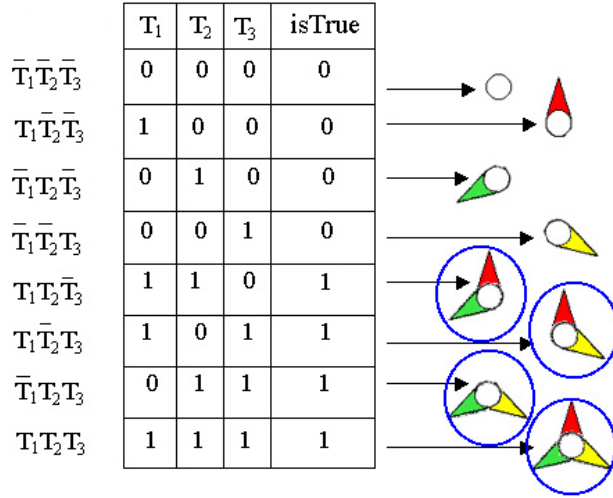 T₁ T₂ T₃ isTrue
T̄₁T̄₂T̄₃ 0 0 0 0
T₁T̄₂T̄₃ 1 0 0 0
T̄₁T₂T̄₃ 0 1 0 0
T̄₁T̄₂T₃ 0 0 1 0
T₁T₂T̄₃ 1 1 0 1
T₁T̄₂T₃ 1 0 1 1
T̄₁T₂T₃ 0 1 1 1
T₁T₂T₃ 1 1 1 1